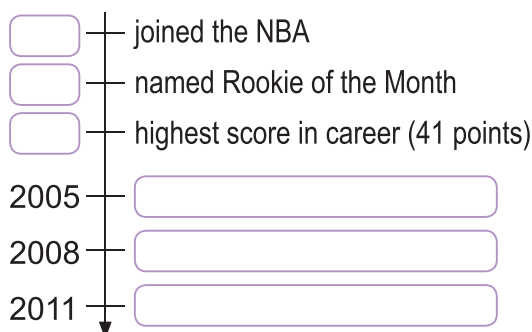 joined the NBA
named Rookie of the Month
highest score in career (41 points)
2005
2008
2011